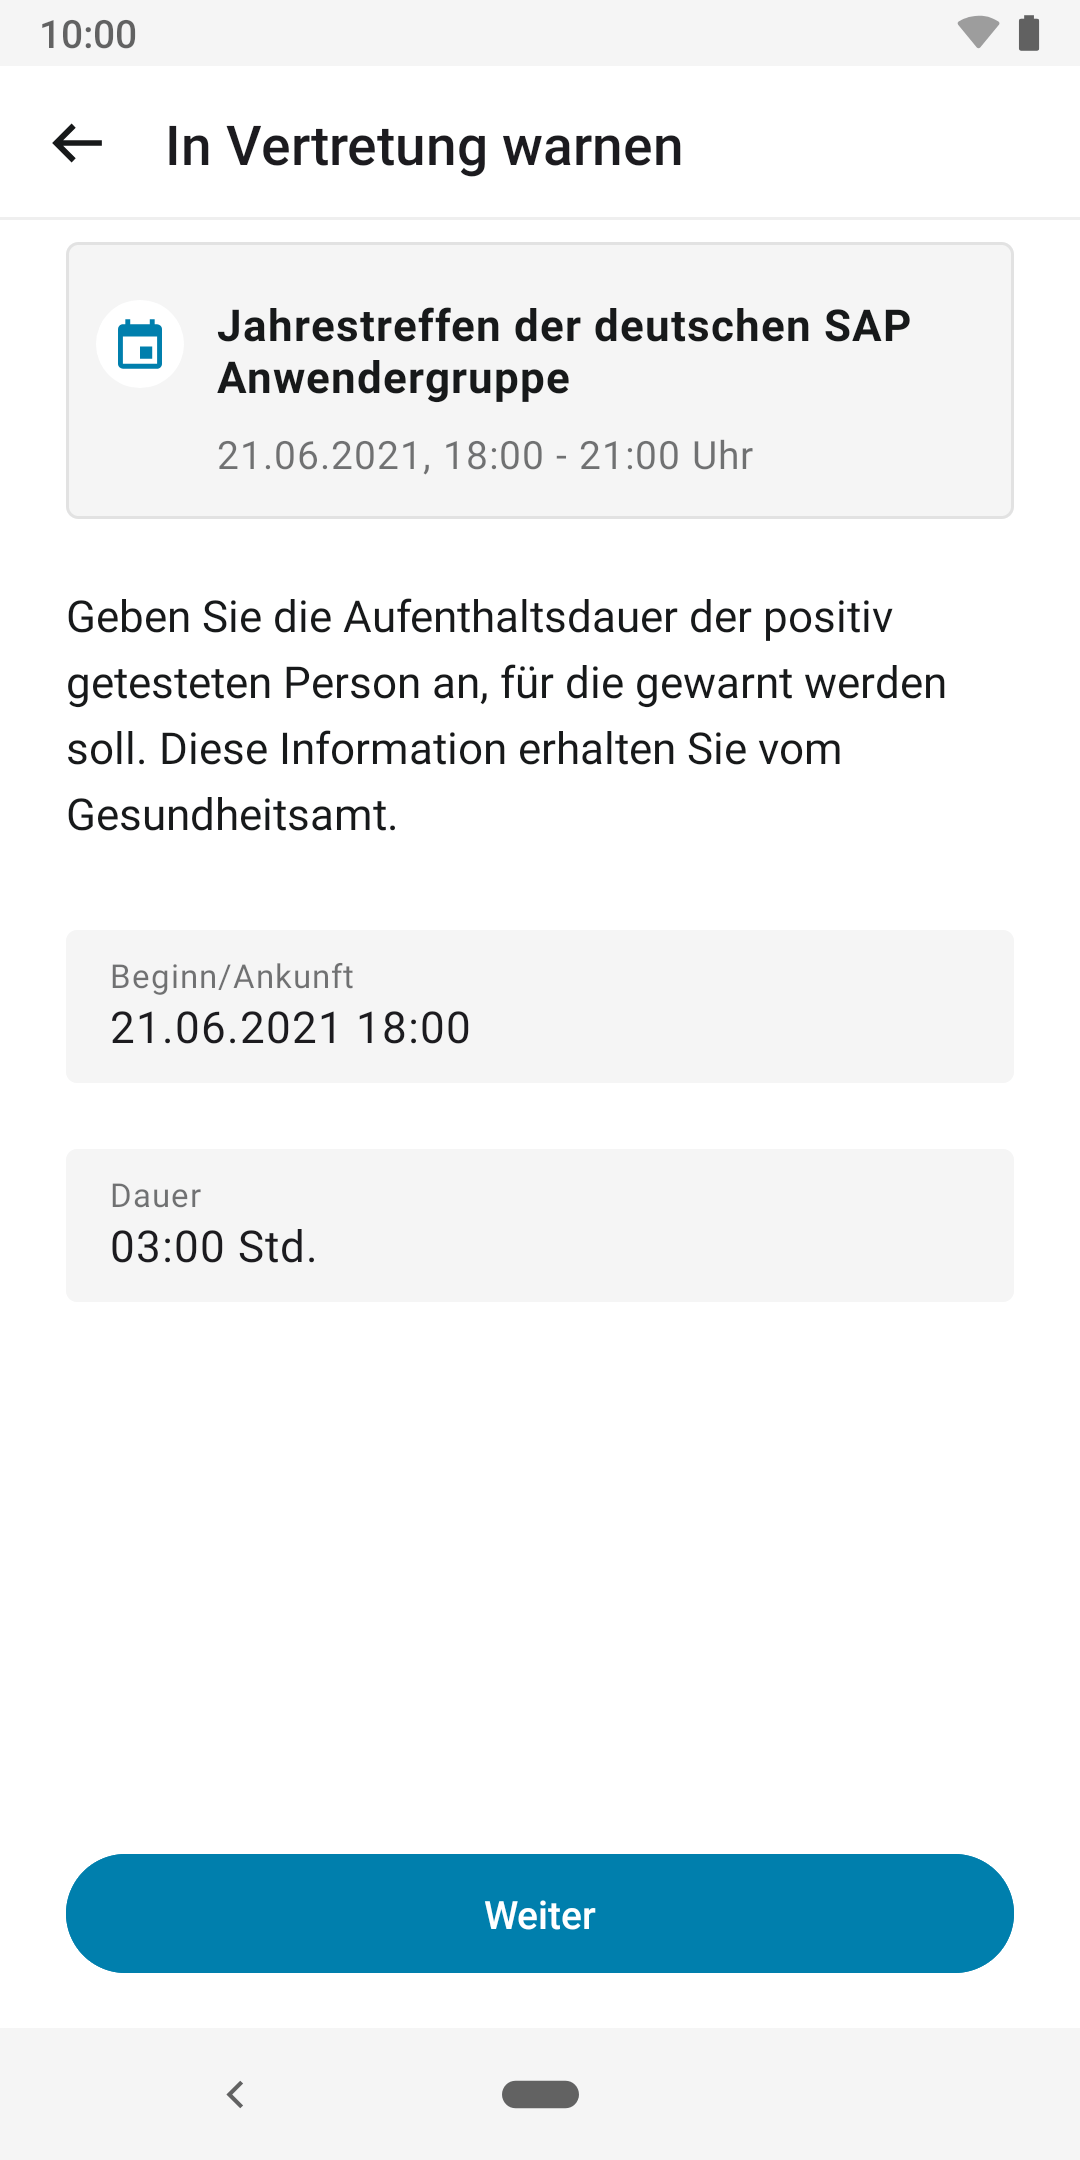 10:00
In Vertretung warnen
Jahrestreffen der deutschen SAP
Anwendergruppe
21.06.2021, 18:00 - 21:00 Uhr
Geben Sie die Aufenthaltsdauer der positiv
getesteten Person an, für die gewarnt werden
soll. Diese Information erhalten Sie vom
Gesundheitsamt.
Beginn/Ankunft
21.06.2021 18:00
Dauer
03:00 Std.
Weiter